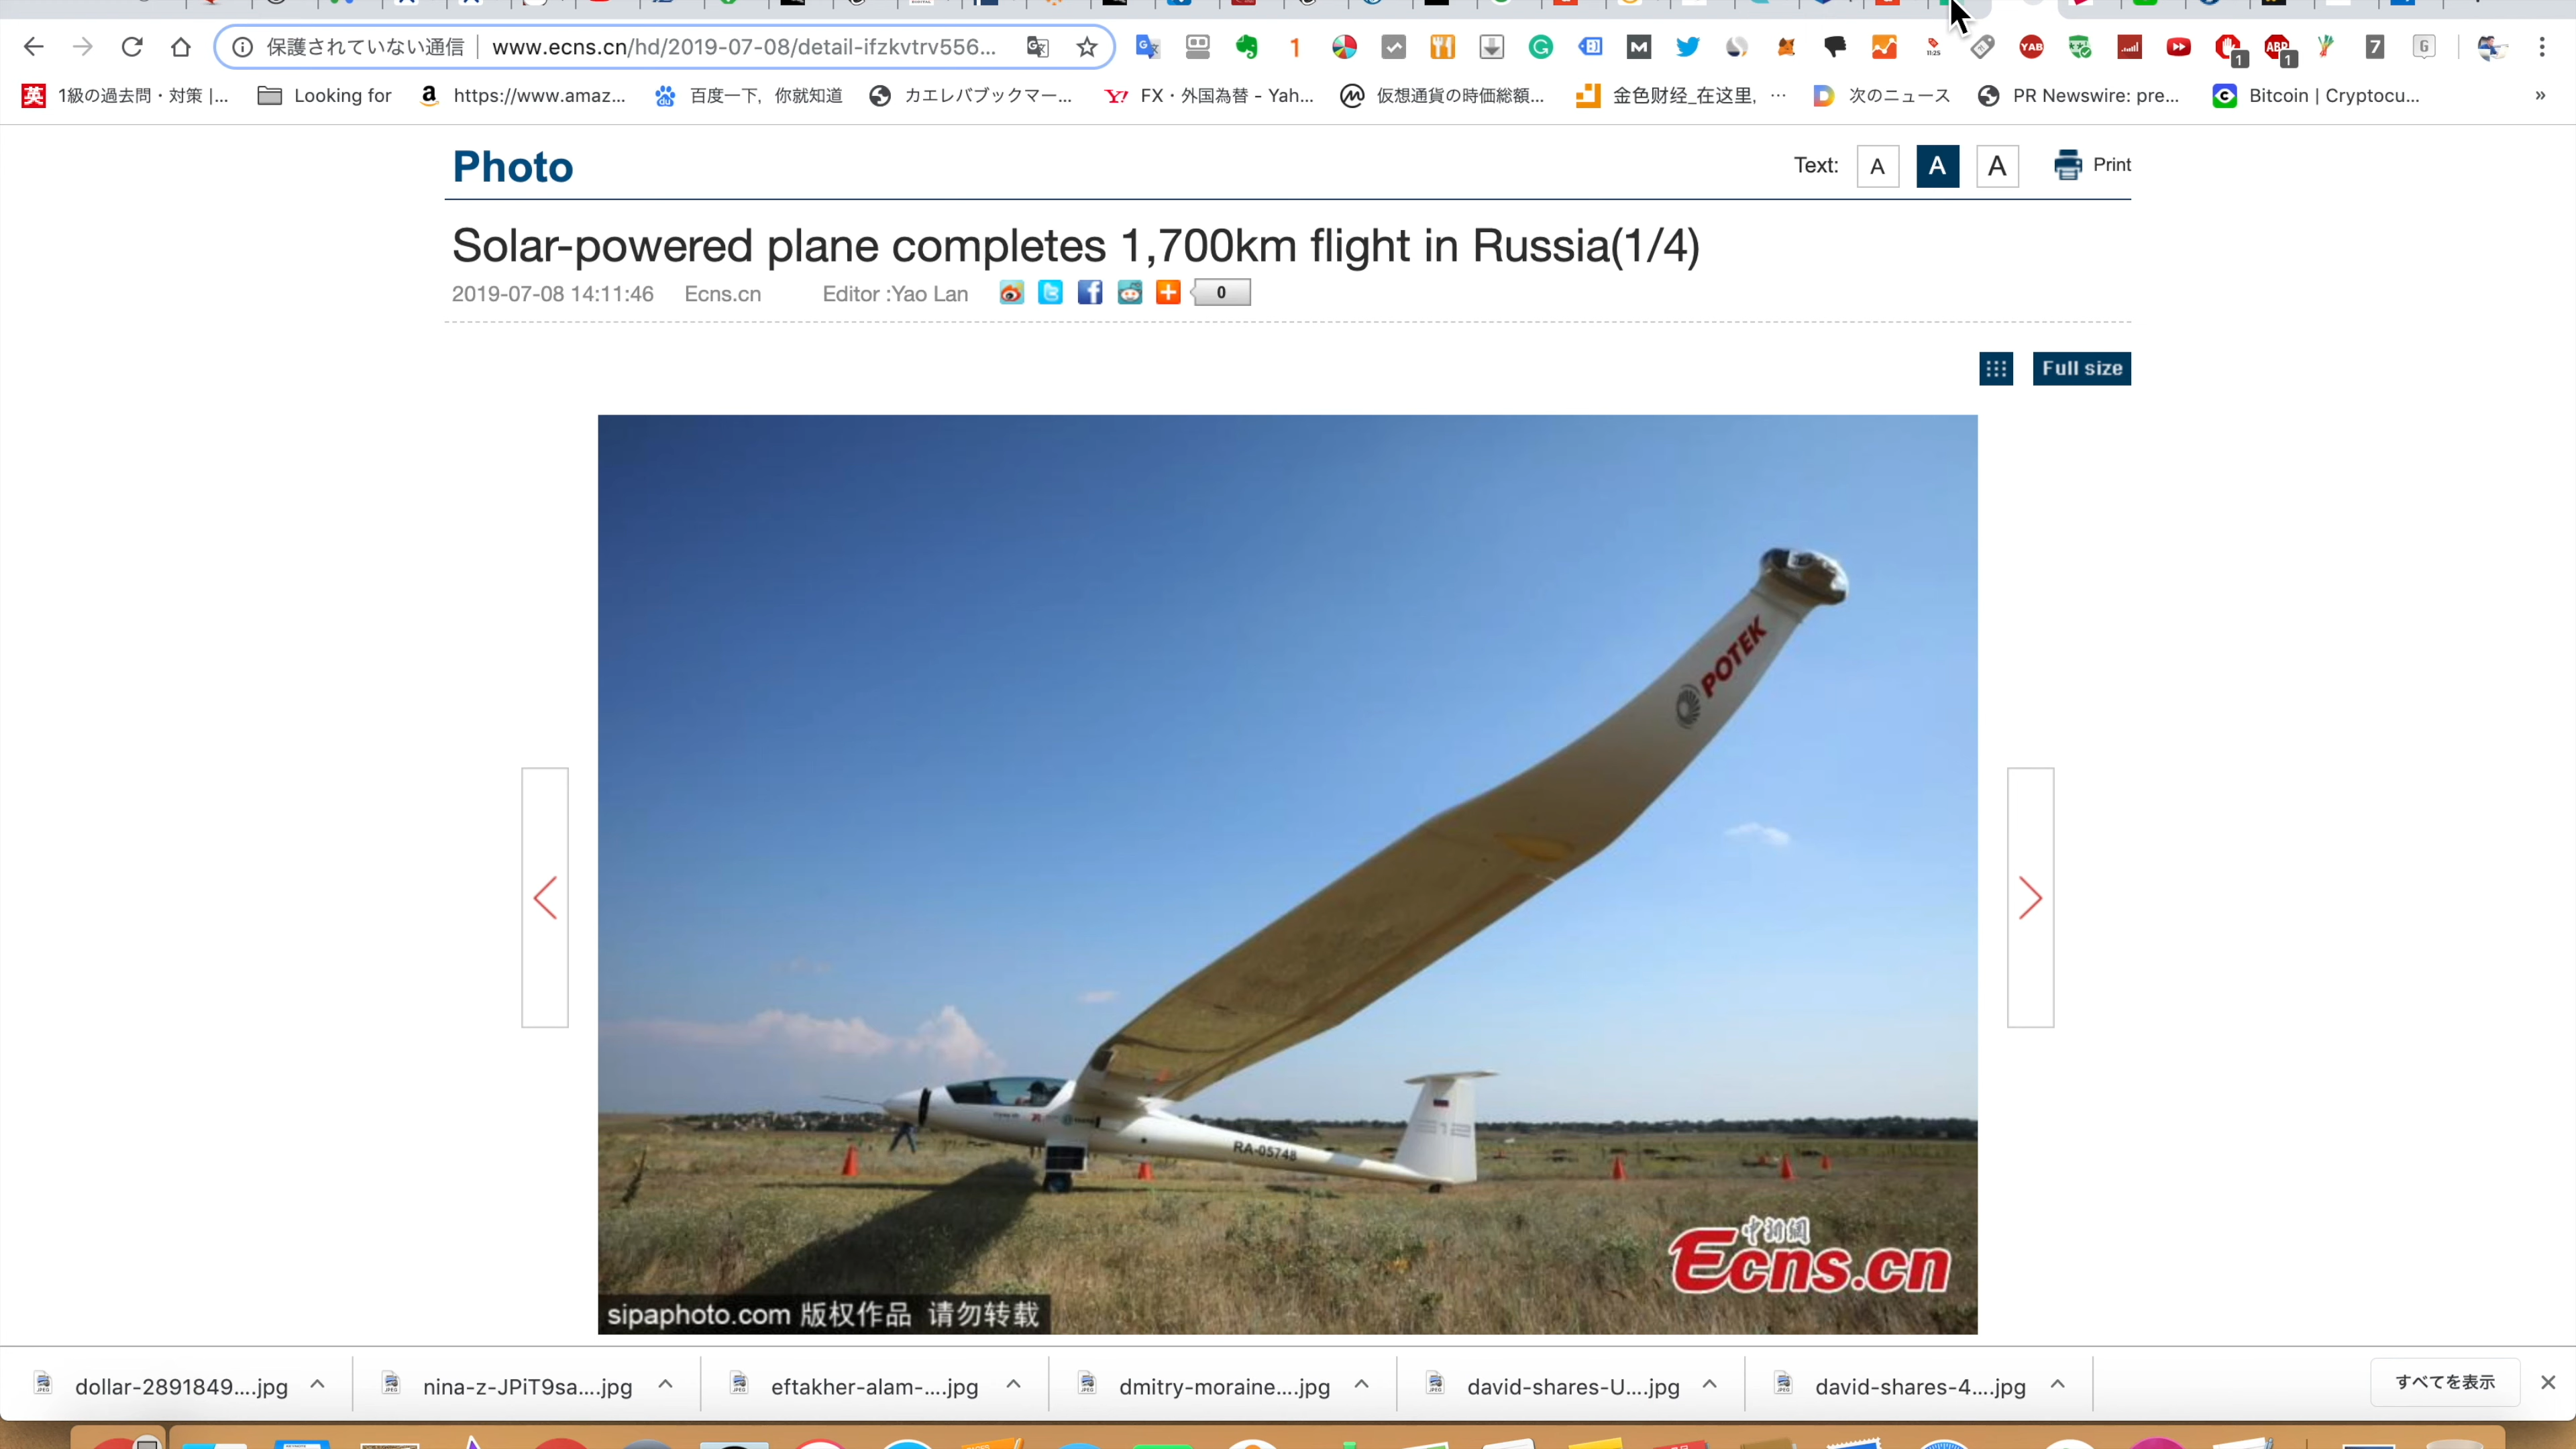 保護されていない通信
www.ecns.cn/hd/2019-07-08/detail-ifzkvtrv556...
1級の過去問・対策 |...
Looking for
https://www.amaz...
百度一下，你就知道
カエレバブックマー...
FX・外国為替 - Yah...
仮想通貨の時価総額...
金色财经_在这里, ...
次のニュース
PR Newswire: pre...
Bitcoin | Cryptocu...
»
Photo
Text: A A A Print
Solar-powered plane completes 1,700km flight in Russia(1/4)
2019-07-08 14:11:46 Ecns.cn Editor :Yao Lan 0
Full size
РОТЕК
RA-05748
中新網
Ecns.cn
sipaphoto.com 版权作品 请勿转载
dollar-2891849....jpg
nina-z-JPiT9sa....jpg
eftakher-alam-....jpg
dmitry-moraine....jpg
david-shares-U....jpg
david-shares-4....jpg
すべてを表示